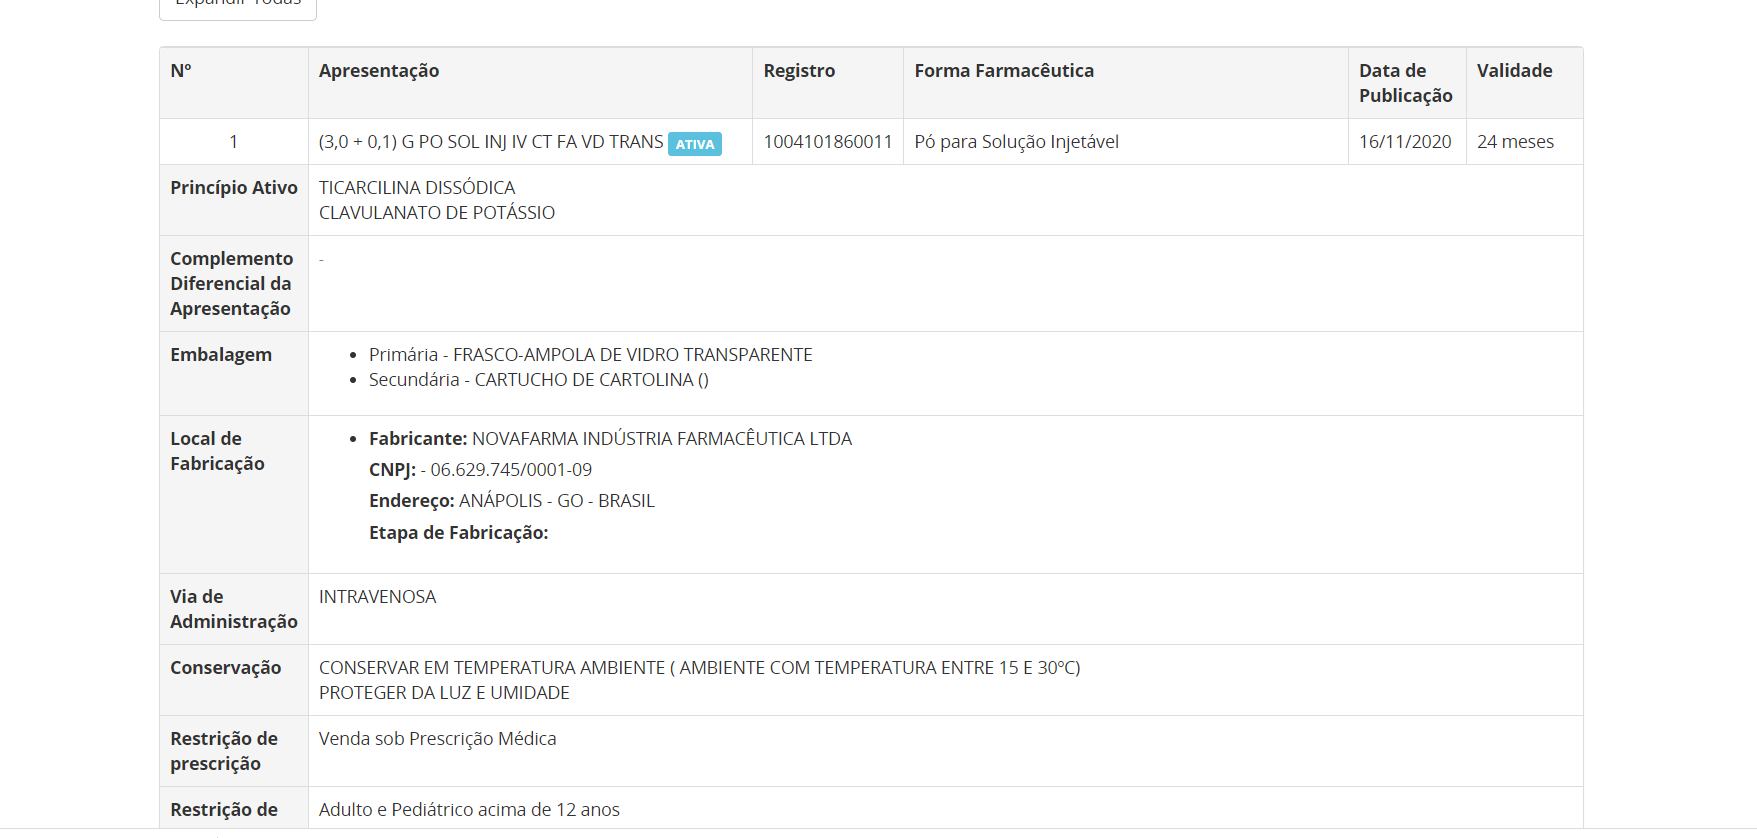 Expandir Todas
Nº Apresentação Registro Forma Farmacêutica Data de Publicação Validade
1 (3,0 + 0,1) G PO SOL INJ IV CT FA VD TRANS ATIVA 1004101860011 Pó para Solução Injetável 16/11/2020 24 meses
Princípio Ativo TICARCILINA DISSÓDICA
CLAVULANATO DE POTÁSSIO
Complemento -
Diferencial da
Apresentação
Embalagem • Primária - FRASCO-AMPOLA DE VIDRO TRANSPARENTE
• Secundária - CARTUCHO DE CARTOLINA ()
Local de • Fabricante: NOVAFARMA INDÚSTRIA FARMACÊUTICA LTDA
Fabricação
CNPJ: - 06.629.745/0001-09
Endereço: ANÁPOLIS - GO - BRASIL
Etapa de Fabricação:
Via de INTRAVENOSA
Administração
Conservação CONSERVAR EM TEMPERATURA AMBIENTE ( AMBIENTE COM TEMPERATURA ENTRE 15 E 30ºC)
PROTEGER DA LUZ E UMIDADE
Restrição de Venda sob Prescrição Médica
prescrição
Restrição de Adulto e Pediátrico acima de 12 anos